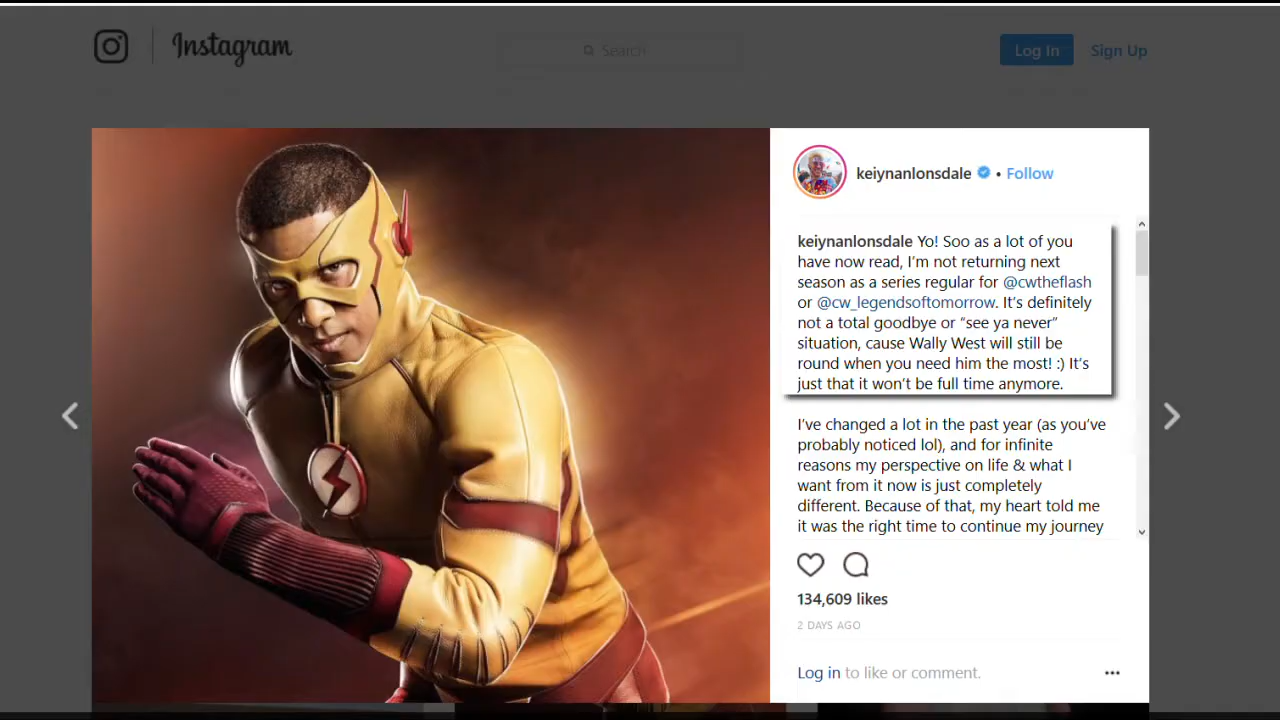 Instagram
Search
Log In
Sign Up
keiynanlonsdale • Follow
keiynanlonsdale Yo! Soo as a lot of you
have now read, I'm not returning next
season as a series regular for @cwtheflash
or @cw_legendsoftomorrow. It's definitely
not a total goodbye or “see ya never”
situation, cause Wally West will still be
round when you need him the most! :) It's
just that it won't be full time anymore.
I've changed a lot in the past year (as you've
probably noticed lol), and for infinite
reasons my perspective on life & what I
want from it now is just completely
different. Because of that, my heart told me
it was the right time to continue my journey
134,609 likes
2 DAYS AGO
Log in to like or comment.